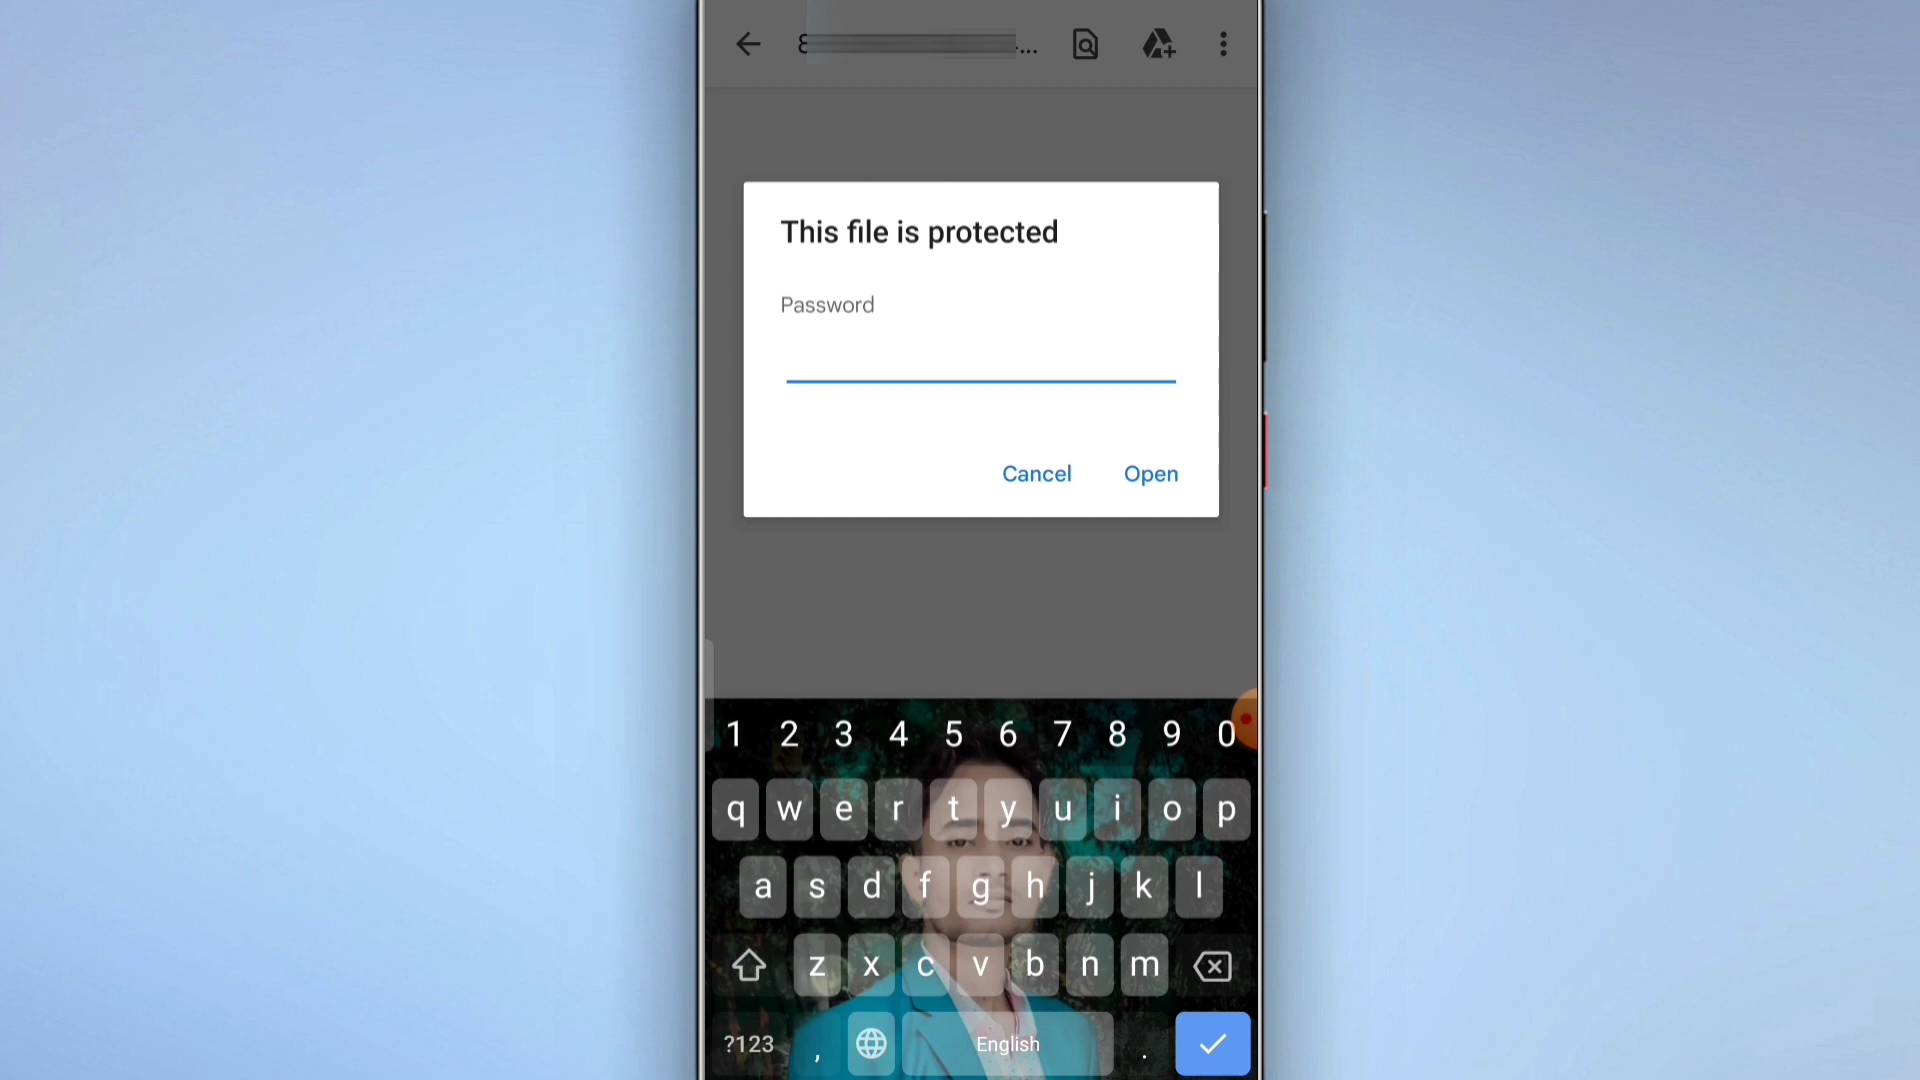 8
...
This file is protected
Password
Cancel Open
1 2 3 4 5 6 7 8 9 0
q w e r t y u i o p
a s d f g h j k l
z x c v b n m
?123 , English .